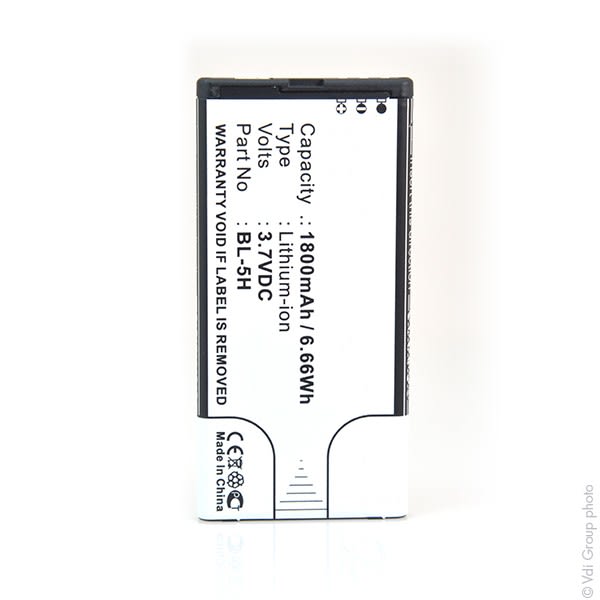 Capacity .: 1800mAh / 6.66Wh
Type : Lithium-ion
Volts : 3.7VDC
Part No : BL-5H
WARRANTY VOID IF LABEL IS REMOVED
CE
Made In China
© Vdi Group photo